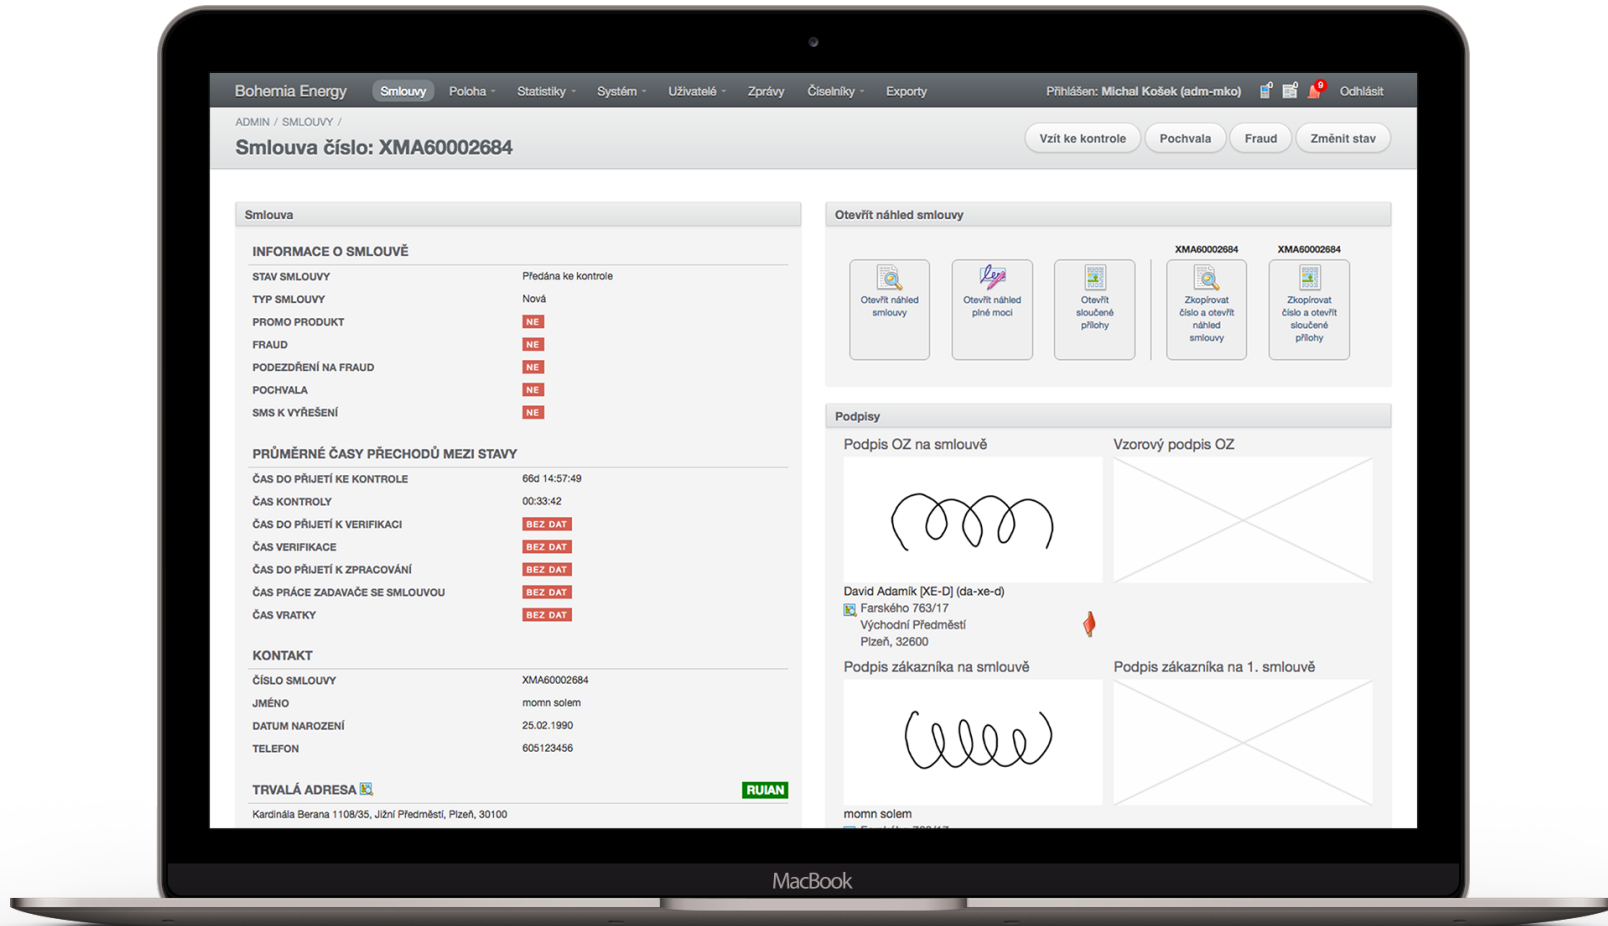 Bohemia Energy
Smlouvy
Poloha
Statistiky
Systém
Uživatelé
Zprávy
Číselníky
Exporty
Přihlášen: Michal Košek (adm-mko)
9
Odhlásit
ADMIN / SMLOUVY /
Smlouva číslo: XMA60002684
Vzít ke kontrole
Pochvala
Fraud
Změnit stav
Smlouva
INFORMACE O SMLOUVĚ
STAV SMLOUVY Předána ke kontrole
TYP SMLOUVY Nová
PROMO PRODUKT NE
FRAUD NE
PODEZDŘENÍ NA FRAUD NE
POCHVALA NE
SMS K VYŘEŠENÍ NE
PRŮMĚRNÉ ČASY PŘECHODŮ MEZI STAVY
ČAS DO PŘIJETÍ KE KONTROLE 66d 14:57:49
ČAS KONTROLY 00:33:42
ČAS DO PŘIJETÍ K VERIFIKACI BEZ DAT
ČAS VERIFIKACE BEZ DAT
ČAS DO PŘIJETÍ K ZPRACOVÁNÍ BEZ DAT
ČAS PRÁCE ZADAVAČE SE SMLOUVOU BEZ DAT
ČAS VRATKY BEZ DAT
KONTAKT
ČÍSLO SMLOUVY XMA60002684
JMÉNO momn solem
DATUM NAROZENÍ 25.02.1990
TELEFON 605123456
TRVALÁ ADRESA RUIAN
Kardinála Berana 1108/35, Jižní Předměstí, Plzeň, 30100
Otevřít náhled smlouvy
Otevřít náhled
smlouvy
Otevřít náhled
plné moci
Otevřít
sloučené
přílohy
XMA60002684
Zkopírovat
číslo a otevřít
náhled
smlouvy
XMA60002684
Zkopírovat
číslo a otevřít
sloučené
přílohy
Podpisy
Podpis OZ na smlouvě
Vzorový podpis OZ
David Adamík [XE-D] (da-xe-d)
Farského 763/17
Východní Předměstí
Plzeň, 32600
Podpis zákazníka na smlouvě
Podpis zákazníka na 1. smlouvě
momn solem
MacBook